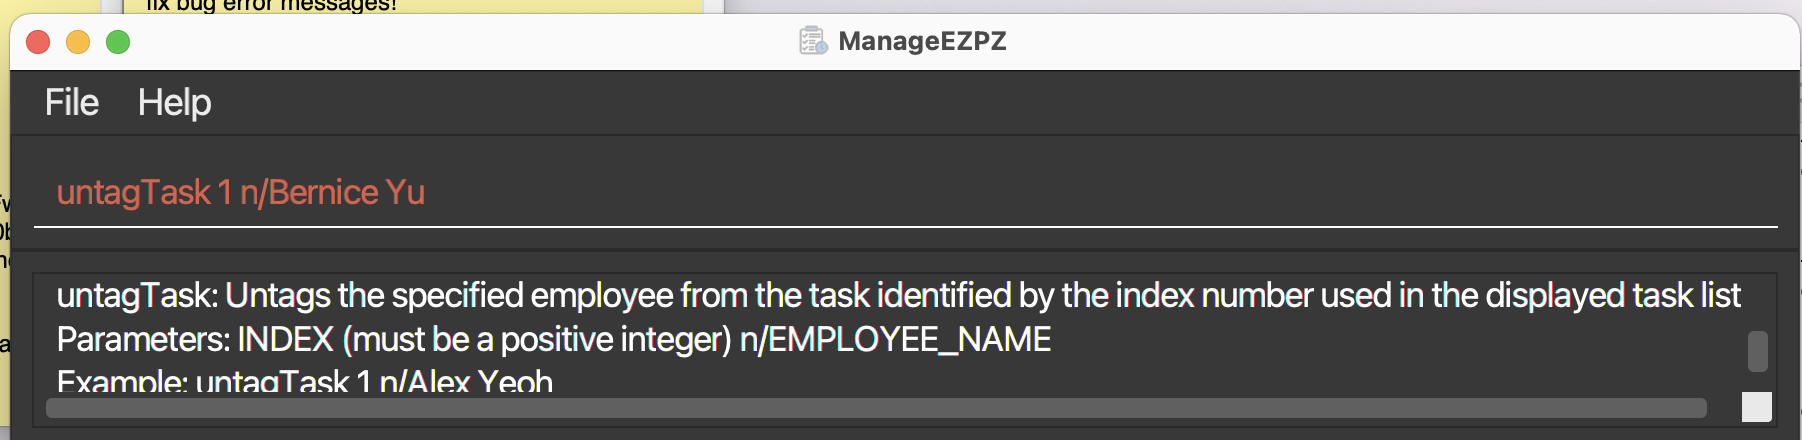 fix bug error messages!
ManageEZPZ
File Help
untagTask 1 n/Bernice Yu
untagTask: Untags the specified employee from the task identified by the index number used in the displayed task list
Parameters: INDEX (must be a positive integer) n/EMPLOYEE_NAME
Example: untagTask 1 n/Alex Yeoh